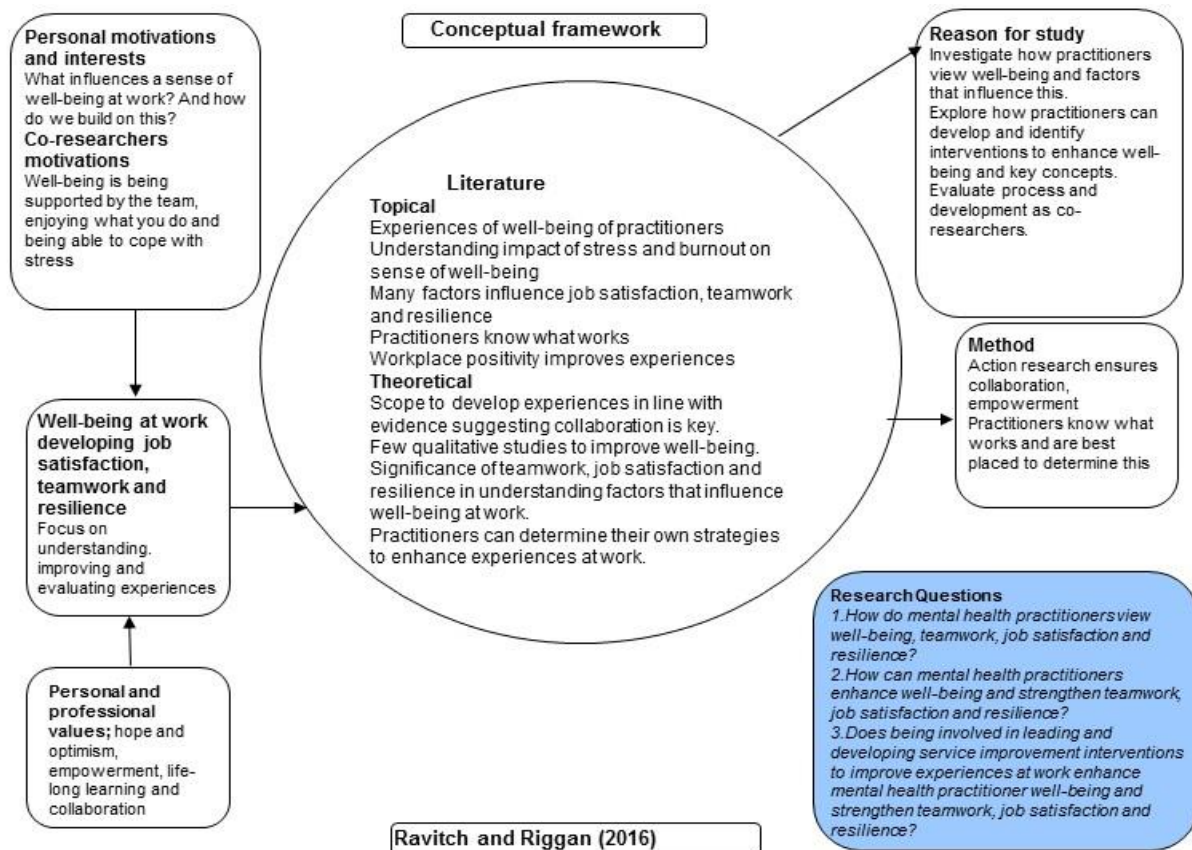 Conceptual framework
Personal motivations
and interests
What influences a sense of
well-being at work? And how
do we build on this?
Co-researchers
motivations
Well-being is being
supported by the team,
enjoying what you do and
being able to cope with
stress
Well-being at work
developing job
satisfaction,
teamwork and
resilience
Focus on
understanding.
improving and
evaluating experiences
Personal and
professional
values; hope and
optimism,
empowerment, life-
long learning and
collaboration
Literature
Topical
Experiences of well-being of practitioners
Understanding impact of stress and burnout on
sense of well-being
Many factors influence job satisfaction, teamwork
and resilience
Practitioners know what works
Workplace positivity improves experiences
Theoretical
Scope to develop experiences in line with
evidence suggesting collaboration is key.
Few qualitative studies to improve well-being.
Significance of teamwork, job satisfaction and
resilience in understanding factors that influence
well-being at work.
Practitioners can determine their own strategies
to enhance experiences at work.
Reason for study
Investigate how practitioners
view well-being and factors
that influence this.
Explore how practitioners can
develop and identify
interventions to enhance well-
being and key concepts.
Evaluate process and
development as co-
researchers.
Method
Action research ensures
collaboration,
empowerment
Practitioners know what
works and are best
placed to determine this
Research Questions
1.How do mental health practitioners view
well-being, teamwork, job satisfaction and
resilience?
2.How can mental health practitioners
enhance well-being and strengthen teamwork,
job satisfaction and resilience?
3.Does being involved in leading and
developing service improvement interventions
to improve experiences at work enhance
mental health practitioner well-being and
strengthen teamwork, job satisfaction and
resilience?
Ravitch and Riggan (2016)